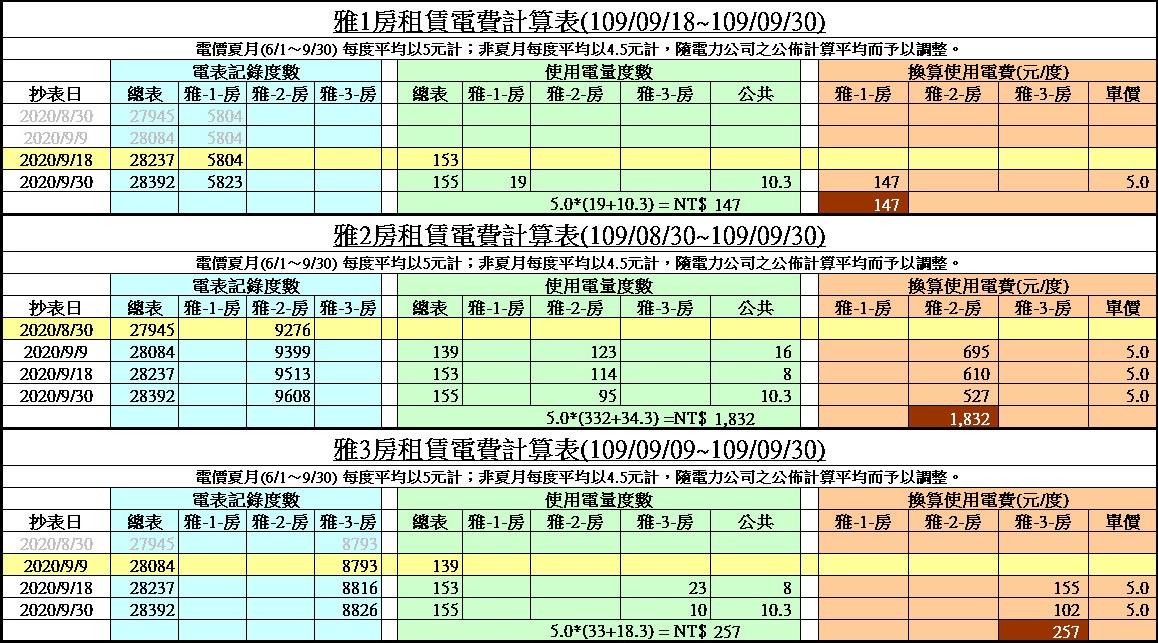 雅1房租賃電費計算表(109/09/18~109/09/30)
電價夏月(6/1～9/30) 每度平均以5元計；非夏月每度平均以4.5元計，隨電力公司之公佈計算平均而予以調整。
電表記錄度數 使用電量度數 換算使用電費(元/度)
抄表日 總表 雅-1-房 雅-2-房 雅-3-房 總表 雅-1-房 雅-2-房 雅-3-房 公共 雅-1-房 雅-2-房 雅-3-房 單價
2020/8/30 27945 5804
2020/9/9 28084 5804
2020/9/18 28237 5804 153
2020/9/30 28392 5823 155 19 10.3 147 5.0
5.0*(19+10.3) = NT$ 147 147
雅2房租賃電費計算表(109/08/30~109/09/30)
電價夏月(6/1～9/30) 每度平均以5元計；非夏月每度平均以4.5元計，隨電力公司之公佈計算平均而予以調整。
電表記錄度數 使用電量度數 換算使用電費(元/度)
抄表日 總表 雅-1-房 雅-2-房 雅-3-房 總表 雅-1-房 雅-2-房 雅-3-房 公共 雅-1-房 雅-2-房 雅-3-房 單價
2020/8/30 27945 9276
2020/9/9 28084 9399 139 123 16 695 5.0
2020/9/18 28237 9513 153 114 8 610 5.0
2020/9/30 28392 9608 155 95 10.3 527 5.0
5.0*(332+34.3) =NT$ 1,832 1,832
雅3房租賃電費計算表(109/09/09~109/09/30)
電價夏月(6/1～9/30) 每度平均以5元計；非夏月每度平均以4.5元計，隨電力公司之公佈計算平均而予以調整。
電表記錄度數 使用電量度數 換算使用電費(元/度)
抄表日 總表 雅-1-房 雅-2-房 雅-3-房 總表 雅-1-房 雅-2-房 雅-3-房 公共 雅-1-房 雅-2-房 雅-3-房 單價
2020/8/30 27945 8793
2020/9/9 28084 8793 139
2020/9/18 28237 8816 153 23 8 155 5.0
2020/9/30 28392 8826 155 10 10.3 102 5.0
5.0*(33+18.3) = NT$ 257 257